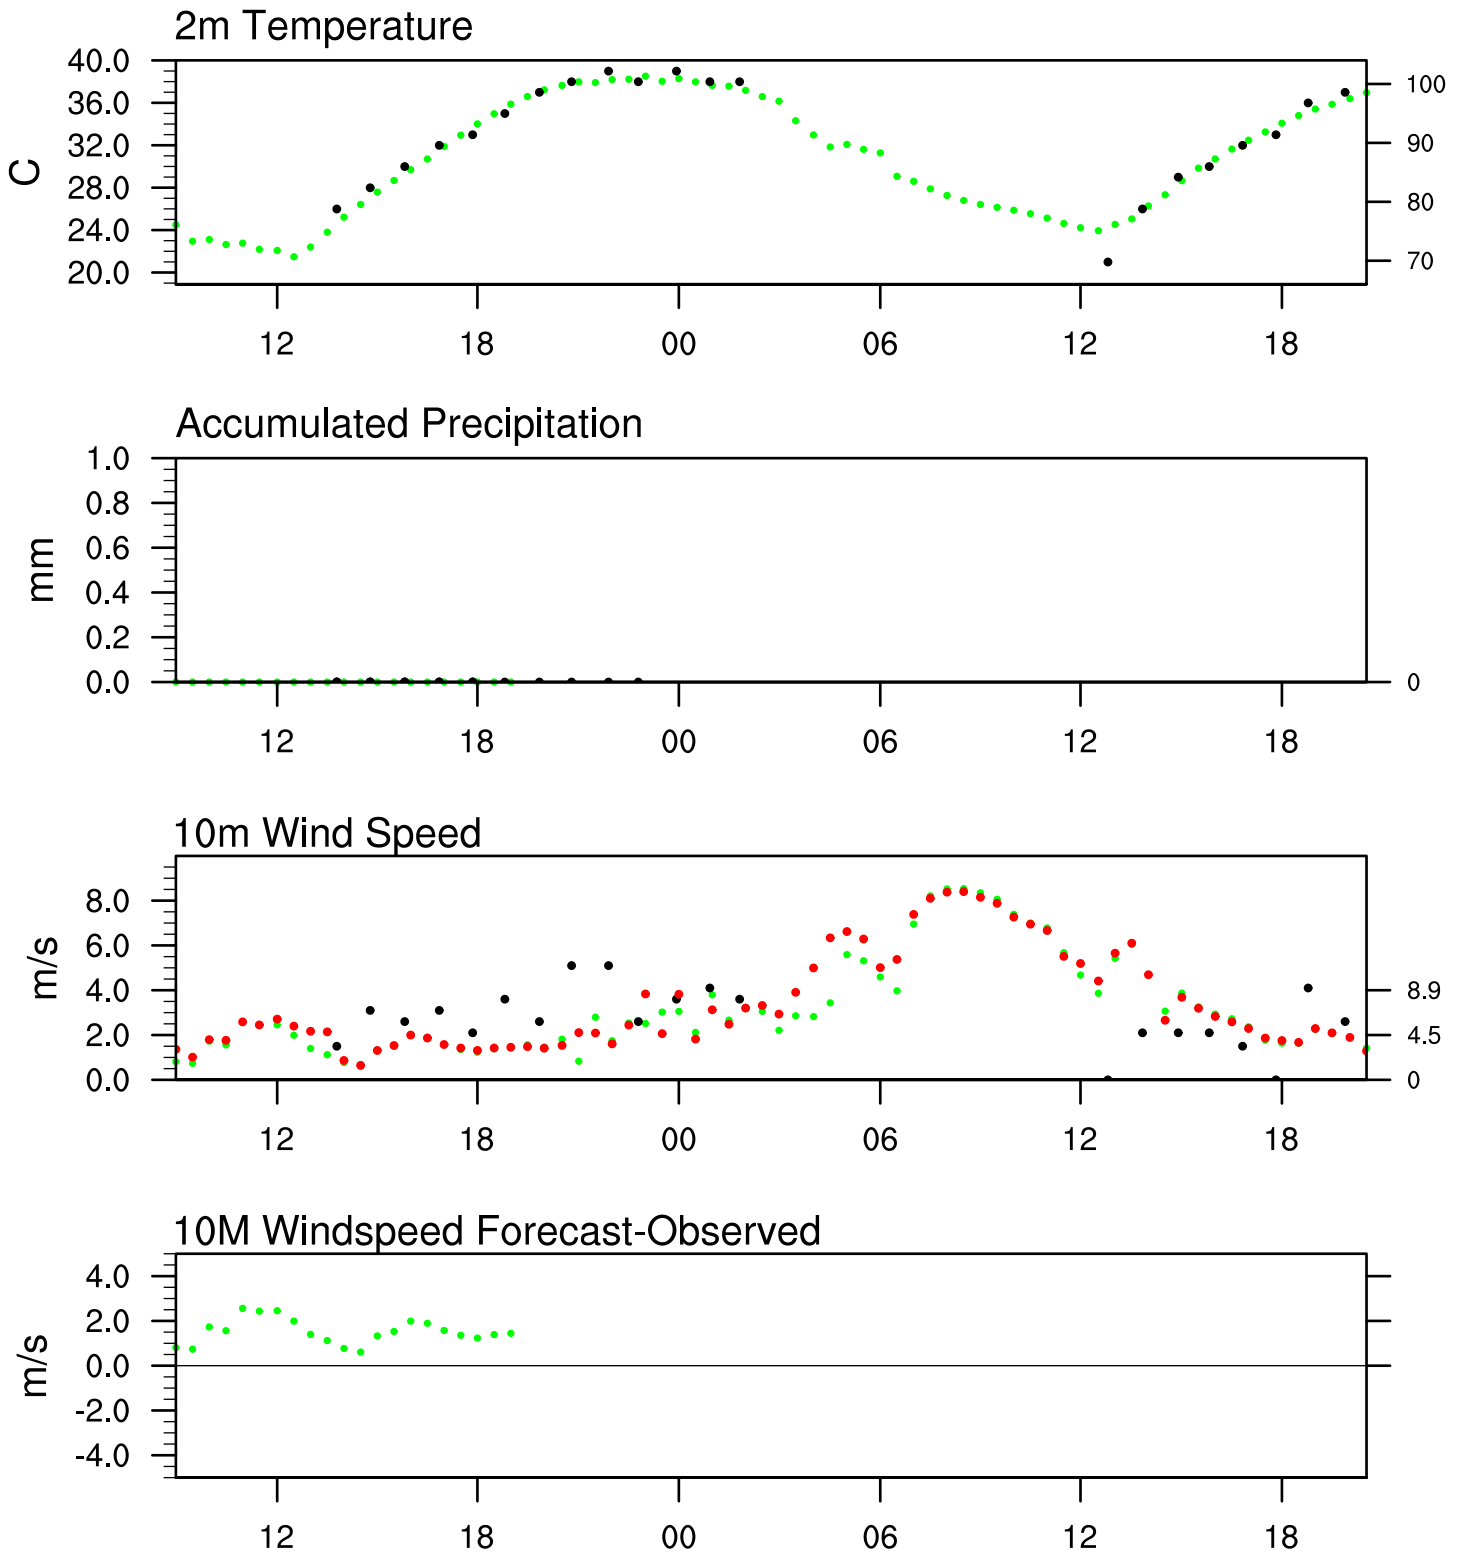 2m Temperature
40.0
36.0
32.0
28.0
24.0
20.0
C
100
90
80
70
12 18 00 06 12 18
Accumulated Precipitation
1.0
0.8
0.6
0.4
0.2
0.0
mm
0
12 18 00 06 12 18
10m Wind Speed
8.0
6.0
4.0
2.0
0.0
m/s
8.9
4.5
0
12 18 00 06 12 18
10M Windspeed Forecast-Observed
4.0
2.0
0.0
-2.0
-4.0
m/s
12 18 00 06 12 18